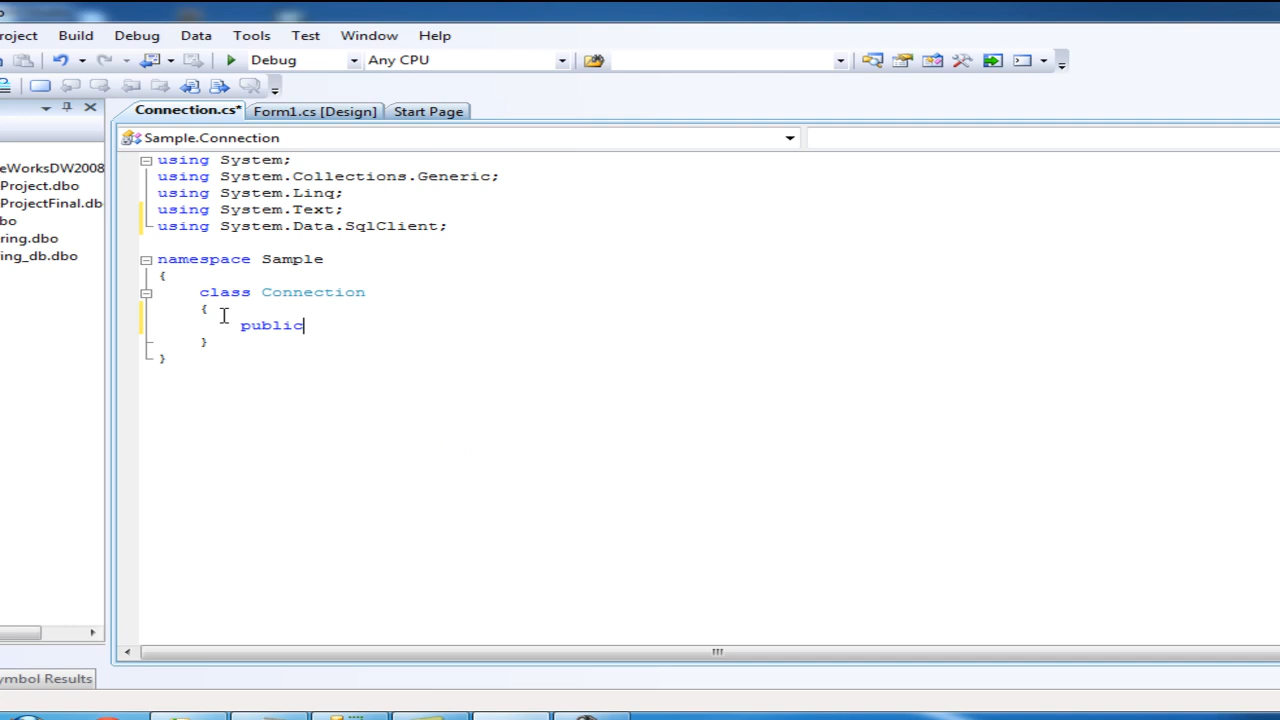 roject Build Debug Data Tools Test Window Help
Debug Any CPU
Connection.cs* Form1.cs [Design] Start Page
Sample.Connection
eWorksDW2008
Project.dbo
ProjectFinal.db
bo
ring.dbo
ing_db.dbo
using System;
using System.Collections.Generic;
using System.Linq;
using System.Text;
using System.Data.SqlClient;
namespace Sample
{
class Connection
{
public
}
}
ymbol Results